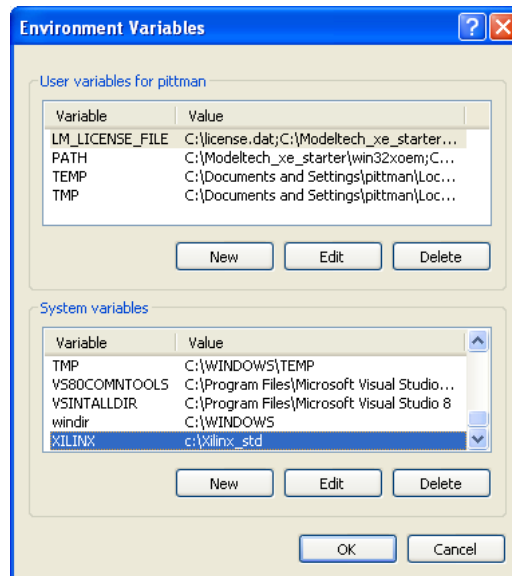 Environment Variables
User variables for pittman
Variable Value
LM_LICENSE_FILE C:\license.dat;C:\Modeltech_xe_starter...
PATH C:\Modeltech_xe_starter\win32xoem;C...
TEMP C:\Documents and Settings\pittman\Loc...
TMP C:\Documents and Settings\pittman\Loc...
New Edit Delete
System variables
Variable Value
TMP C:\WINDOWS\TEMP
VS80COMNTOOLS C:\Program Files\Microsoft Visual Studio...
VSINTALLDIR C:\Program Files\Microsoft Visual Studio 8
windir C:\WINDOWS
XILINX c:\Xilinx_std
New Edit Delete
OK Cancel